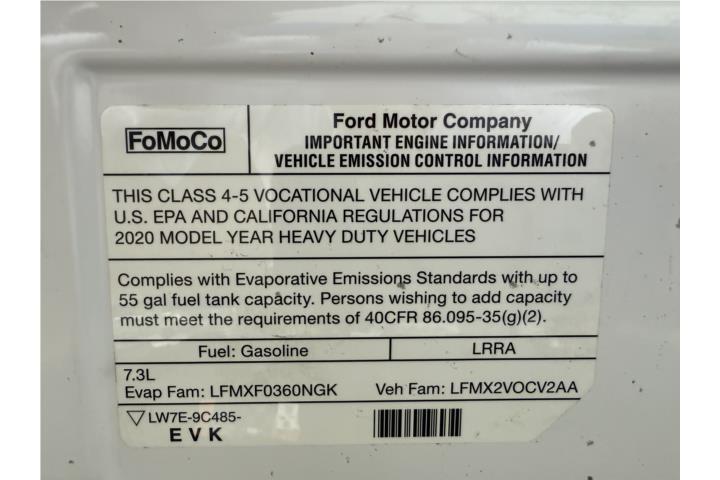 FoMoCo
Ford Motor Company
IMPORTANT ENGINE INFORMATION/
VEHICLE EMISSION CONTROL INFORMATION
THIS CLASS 4-5 VOCATIONAL VEHICLE COMPLIES WITH
U.S. EPA AND CALIFORNIA REGULATIONS FOR
2020 MODEL YEAR HEAVY DUTY VEHICLES
Complies with Evaporative Emissions Standards with up to
55 gal fuel tank capacity. Persons wishing to add capacity
must meet the requirements of 40CFR 86.095-35(g)(2).
Fuel: Gasoline LRRA
7.3L
Evap Fam: LFMXF0360NGK Veh Fam: LFMX2VOCV2AA
LW7E-9C485-
EVK